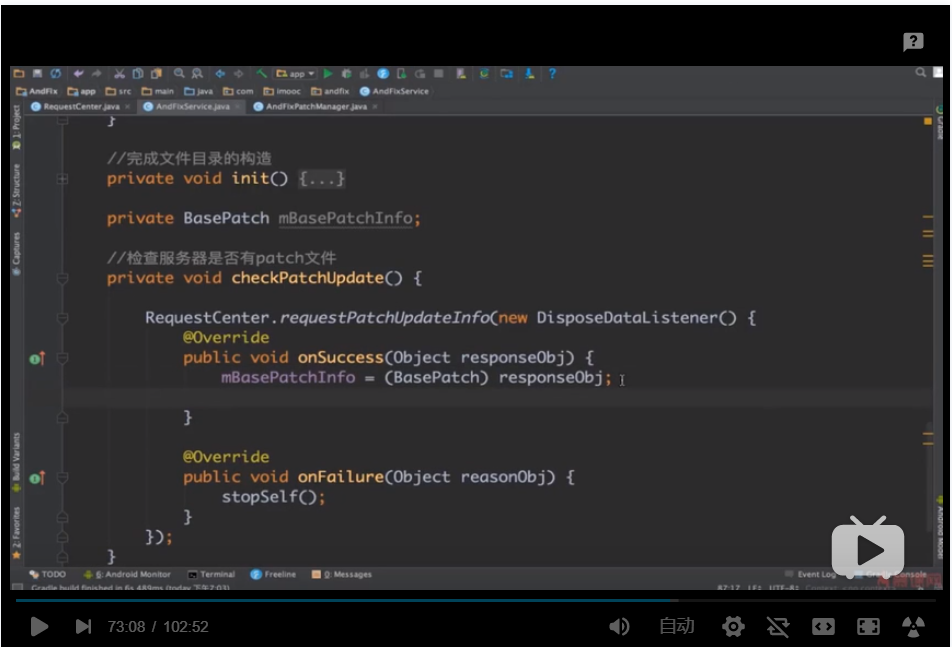 ?
app
?
AndFix app src main java com imooc andfix AndFixService
RequestCenter.java AndFixService.java AndFixPatchManager.java
1: Project
Z: Structure
Captures
Build Variants
2: Favorites
}
//完成文件目录的构造
private void init() {...}
private BasePatch mBasePatchInfo;
//检查服务器是否有patch文件
private void checkPatchUpdate() {
RequestCenter.requestPatchUpdateInfo(new DisposeDataListener() {
@Override
public void onSuccess(Object responseObj) {
mBasePatchInfo = (BasePatch) responseObj;
}
@Override
public void onFailure(Object reasonObj) {
stopSelf();
}
});
}
TODO 6: Android Monitor Terminal Freeline 0: Messages Event Log Gradle Console
Gradle build finished in 6s 489ms (today 下午7:03) 87:17 LF: UTF-8:
73:08 / 102:52 自动